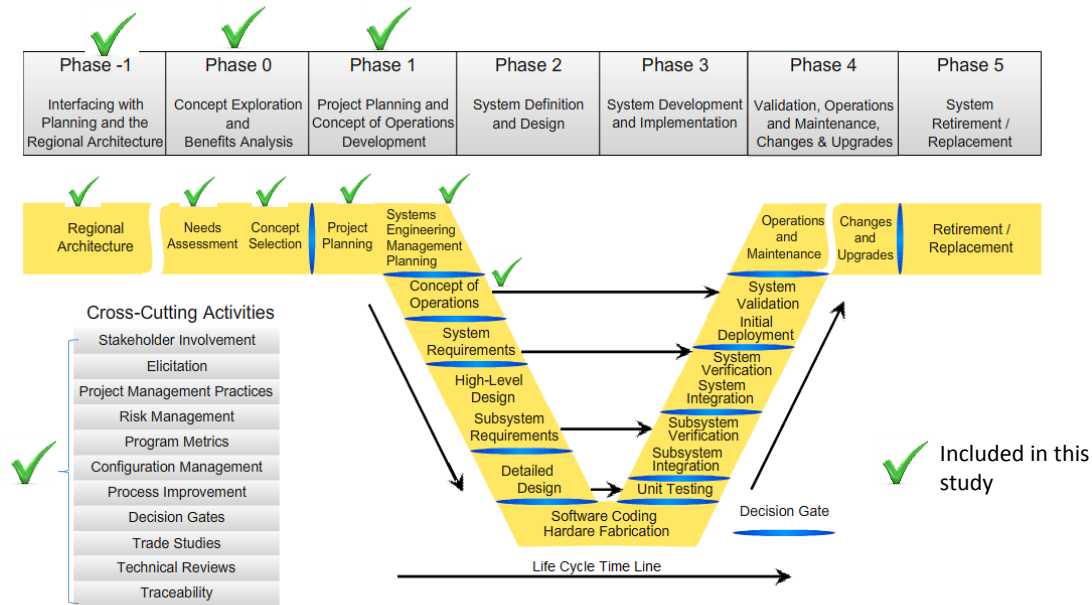 Phase -1
Interfacing with
Planning and the
Regional Architecture
Phase 0
Concept Exploration
and
Benefits Analysis
Phase 1
Project Planning and
Concept of Operations
Development
Phase 2
System Definition
and Design
Phase 3
System Development
and Implementation
Phase 4
Validation, Operations
and Maintenance,
Changes & Upgrades
Phase 5
System
Retirement /
Replacement
Regional
Architecture
Needs
Assessment
Concept
Selection
Project
Planning
Systems
Engineering
Management
Planning
Concept of
Operations
System
Requirements
High-Level
Design
Subsystem
Requirements
Detailed
Design
Software Coding
Hardare Fabrication
Unit Testing
Subsystem
Integration
Subsystem
Verification
System
Integration
System
Verification
Initial
Deployment
System
Validation
Operations
and
Maintenance
Changes
and
Upgrades
Retirement /
Replacement
Cross-Cutting Activities
Stakeholder Involvement
Elicitation
Project Management Practices
Risk Management
Program Metrics
Configuration Management
Process Improvement
Decision Gates
Trade Studies
Technical Reviews
Traceability
Included in this
study
Decision Gate
Life Cycle Time Line